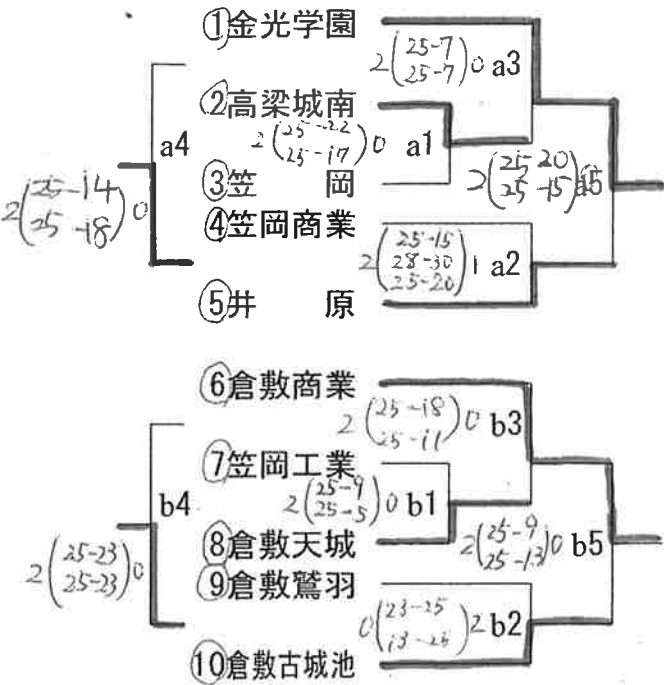 ①金光学園
2(25-7 25-7)0 a3
②高梁城南
a4
2(25-22 25-17)0 a1
③笠　岡
2(25-14 25-18)0
2(25-20 25-15) a5
④笠岡商業
2(25-15 28-30 25-20)1 a2
⑤井　原
⑥倉敷商業
2(25-18 25-11)0 b3
⑦笠岡工業
b4
2(25-9 25-5)0 b1
⑧倉敷天城
2(25-9 25-13)0 b5
2(25-23 25-23)0
⑨倉敷鷲羽
0(23-25 13-25)2 b2
⑩倉敷古城池